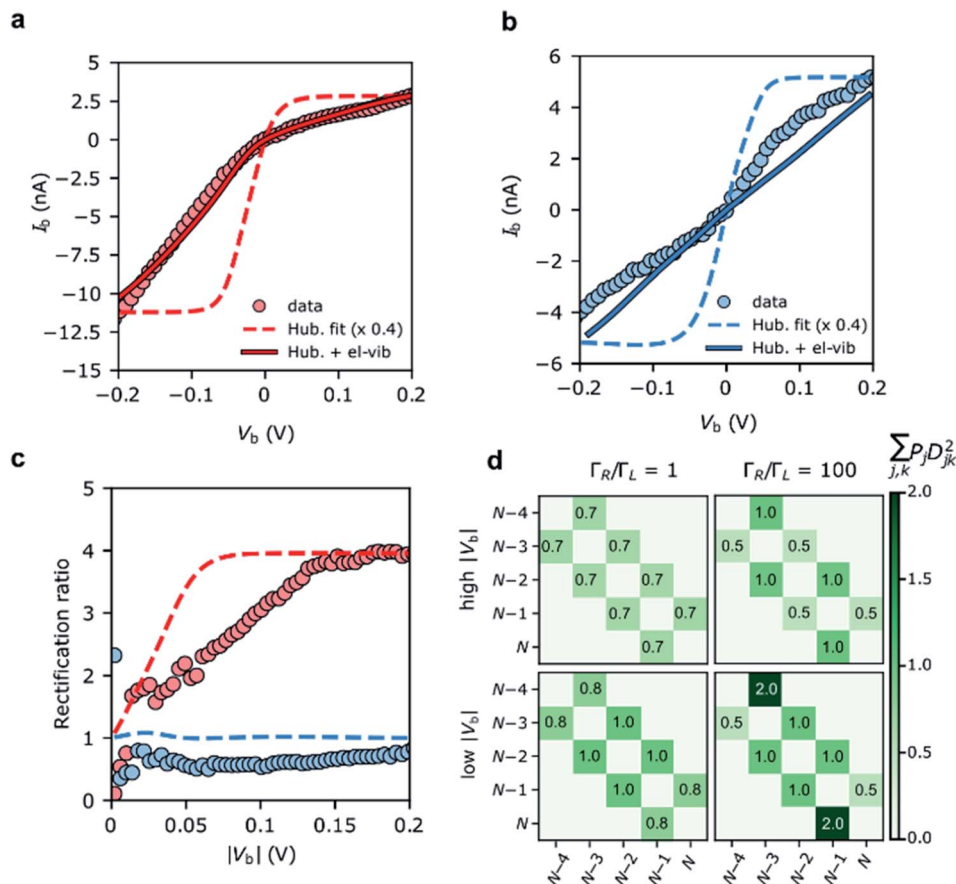 a
5
2.5
0
−2.5
−5
−7.5
−10
−12.5
−15
I_b (nA)
data
Hub. fit (x 0.4)
Hub. + el-vib
−0.2 −0.1 0 0.1 0.2
V_b (V)
b
6
4
2
0
−2
−4
−6
I_b (nA)
data
Hub. fit (x 0.4)
Hub. + el-vib
−0.2 −0.1 0 0.1 0.2
V_b (V)
c
5
4
3
2
1
0
Rectification ratio
0 0.05 0.1 0.15 0.2
|V_b| (V)
d
Γ_R/Γ_L = 1 Γ_R/Γ_L = 100
∑_{j,k} P_j D_{jk}^2
high |V_b|
N−4 0.7 1.0
N−3 0.7 0.7 0.5 0.5
N−2 0.7 0.7 1.0 1.0
N−1 0.7 0.7 0.5 0.5
N 0.7 1.0
low |V_b|
N−4 0.8 2.0
N−3 0.8 1.0 0.5 1.0
N−2 1.0 1.0 1.0 1.0
N−1 1.0 0.8 1.0 0.5
N 0.8 2.0
N−4 N−3 N−2 N−1 N N−4 N−3 N−2 N−1 N
2.0
1.5
1.0
0.5
0.0